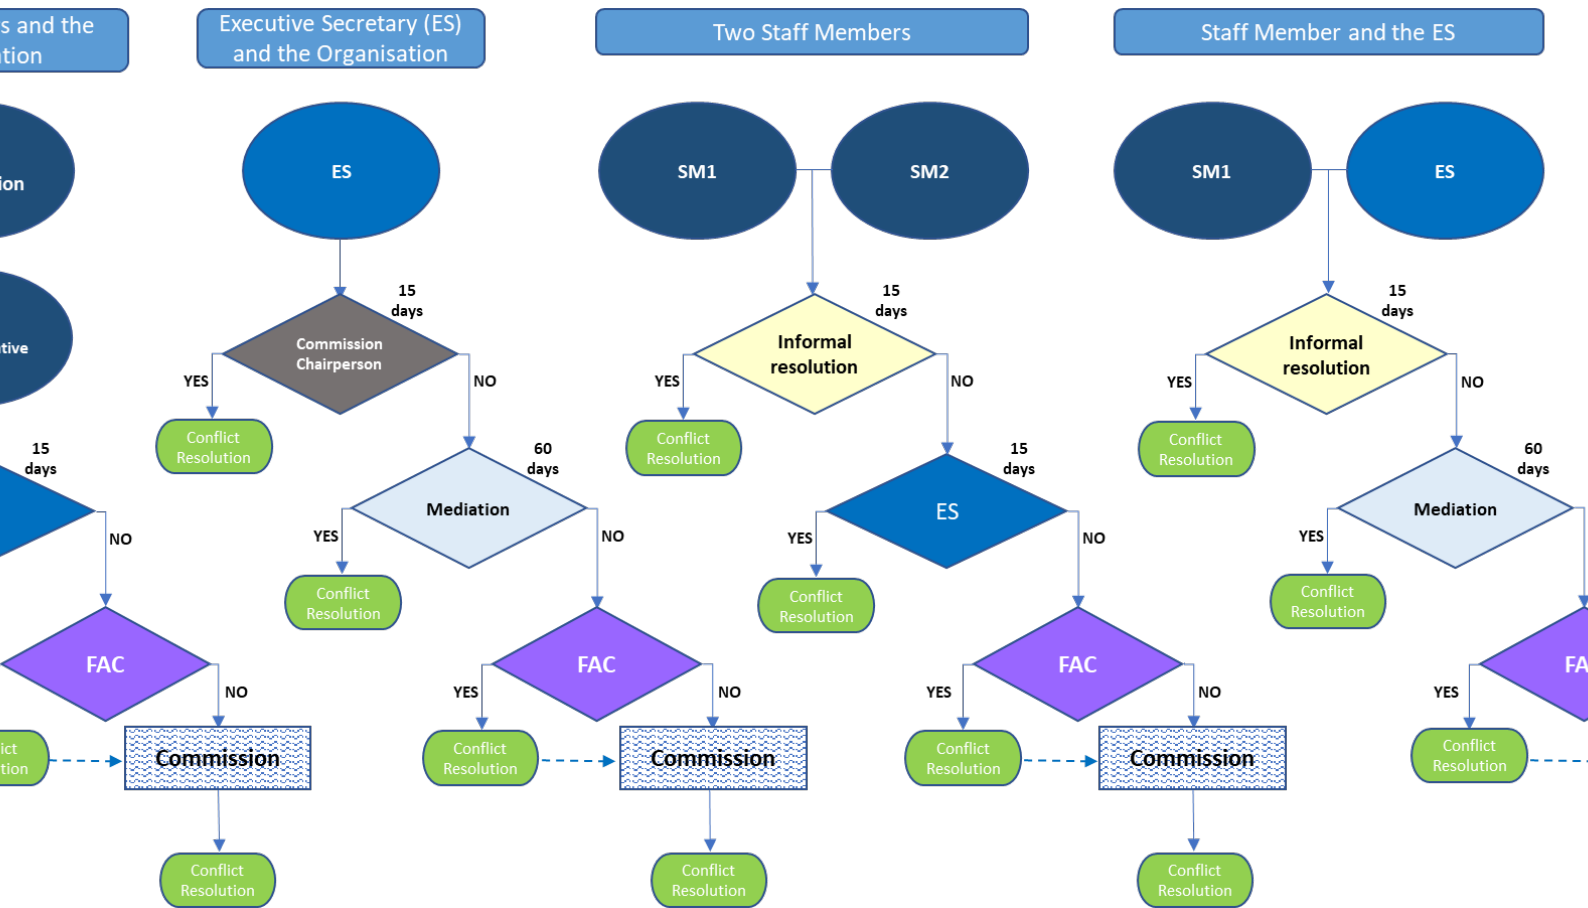 s and the
ation
Executive Secretary (ES)
and the Organisation
Two Staff Members
Staff Member and the ES
ion
ES
SM1
SM2
SM1
ES
tive
15
days
Commission
Chairperson
YES
NO
Conflict
Resolution
15
days
Informal
resolution
YES
NO
Conflict
Resolution
15
days
Informal
resolution
YES
NO
Conflict
Resolution
15
days
NO
60
days
Mediation
YES
NO
Conflict
Resolution
15
days
ES
YES
NO
Conflict
Resolution
60
days
Mediation
YES
Conflict
Resolution
FAC
NO
FAC
YES
NO
FAC
YES
NO
FA
YES
ict
tion
Commission
Conflict
Resolution
Commission
Conflict
Resolution
Commission
Conflict
Resolution
Conflict
Resolution
Conflict
Resolution
Conflict
Resolution